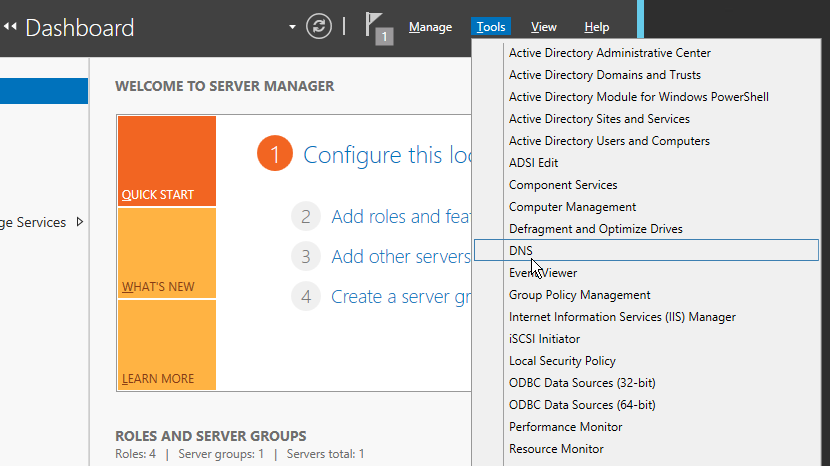 Dashboard
1
Manage
Tools
View
Help
WELCOME TO SERVER MANAGER
QUICK START
WHAT'S NEW
LEARN MORE
1 Configure this
2 Add roles and
3 Add other servers
4 Create a server
Services
ROLES AND SERVER GROUPS
Roles: 4 | Server groups: 1 | Servers total: 1
Active Directory Administrative Center
Active Directory Domains and Trusts
Active Directory Module for Windows PowerShell
Active Directory Sites and Services
Active Directory Users and Computers
ADSI Edit
Component Services
Computer Management
Defragment and Optimize Drives
DNS
Event Viewer
Group Policy Management
Internet Information Services (IIS) Manager
iSCSI Initiator
Local Security Policy
ODBC Data Sources (32-bit)
ODBC Data Sources (64-bit)
Performance Monitor
Resource Monitor